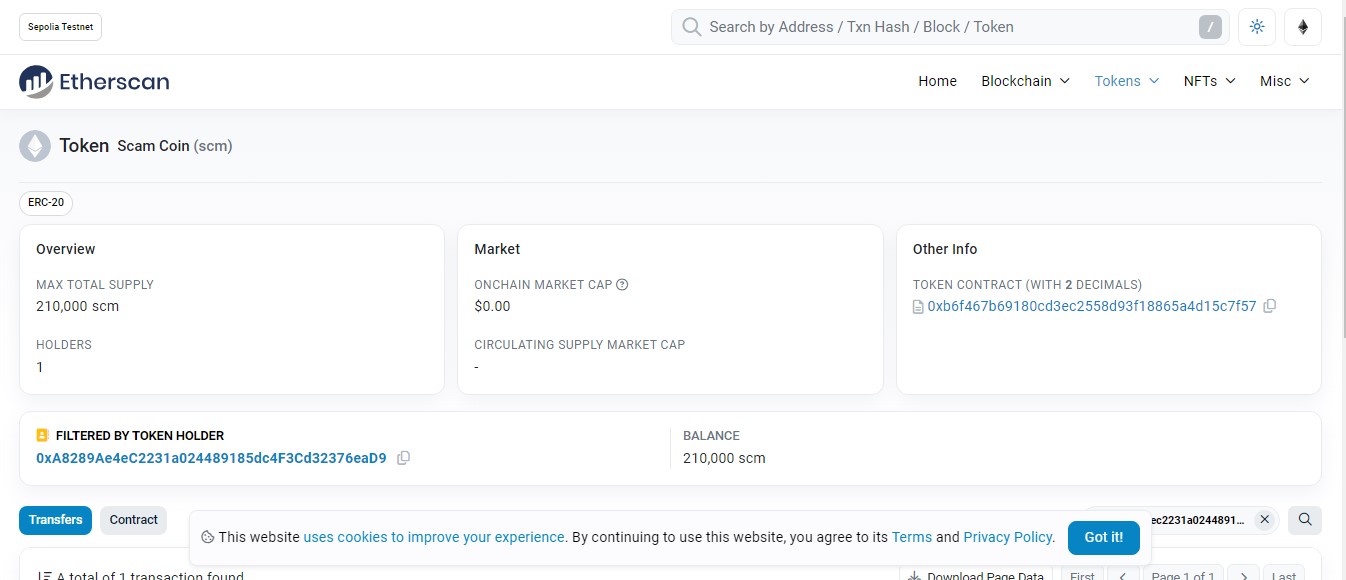 Sepolia Testnet
Search by Address / Txn Hash / Block / Token
/
Etherscan
Home Blockchain Tokens NFTs Misc
Token Scam Coin (scm)
ERC-20
Overview
MAX TOTAL SUPPLY
210,000 scm
HOLDERS
1
Market
ONCHAIN MARKET CAP
$0.00
CIRCULATING SUPPLY MARKET CAP
-
Other Info
TOKEN CONTRACT (WITH 2 DECIMALS)
0xb6f467b69180cd3ec2558d93f18865a4d15c7f57
FILTERED BY TOKEN HOLDER
0xA8289Ae4eC2231a024489185dc4F3Cd32376eaD9
BALANCE
210,000 scm
Transfers Contract
ec2231a0244891...
This website uses cookies to improve your experience. By continuing to use this website, you agree to its Terms and Privacy Policy.
Got it!
A total of 1 transaction found
Download Page Data First Page 1 of 1 Last